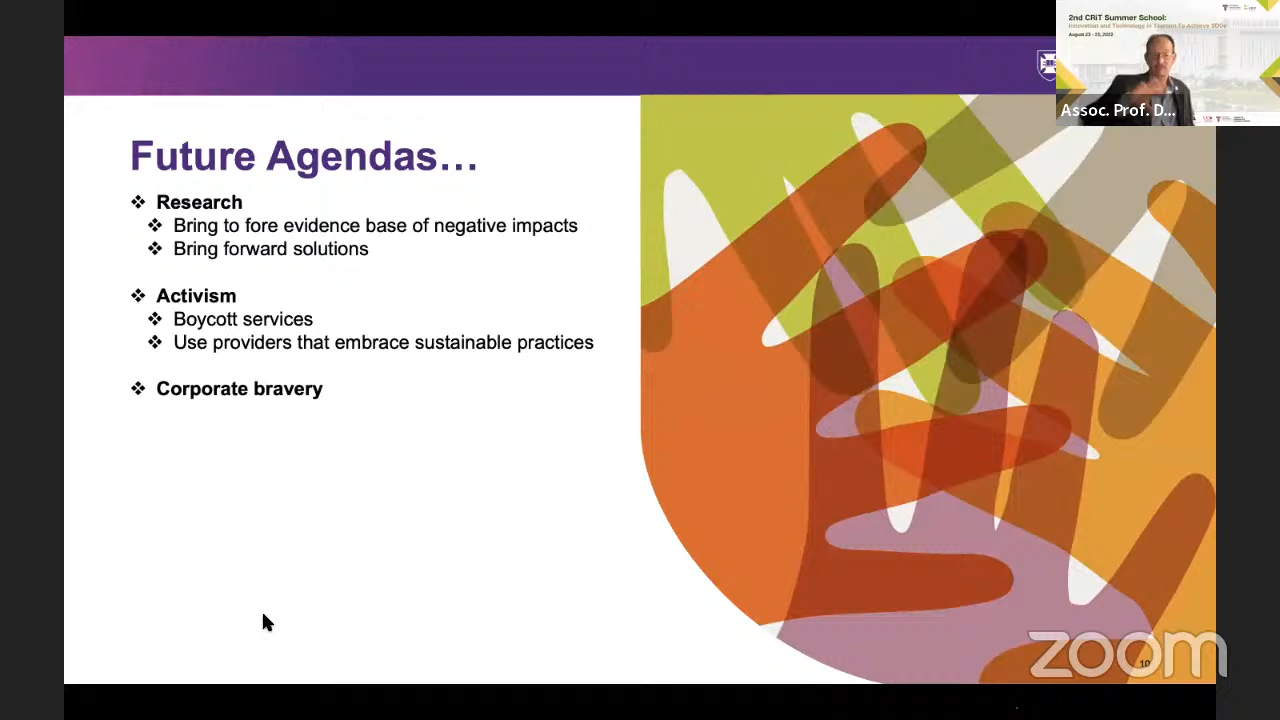 2nd CRiT Summer School:
Innovation and Technology in Tourism To Achieve SDGs
August 23 - 25, 2022
Assoc. Prof. D...
Future Agendas...
❖ Research
❖ Bring to fore evidence base of negative impacts
❖ Bring forward solutions
❖ Activism
❖ Boycott services
❖ Use providers that embrace sustainable practices
❖ Corporate bravery
zoom
10